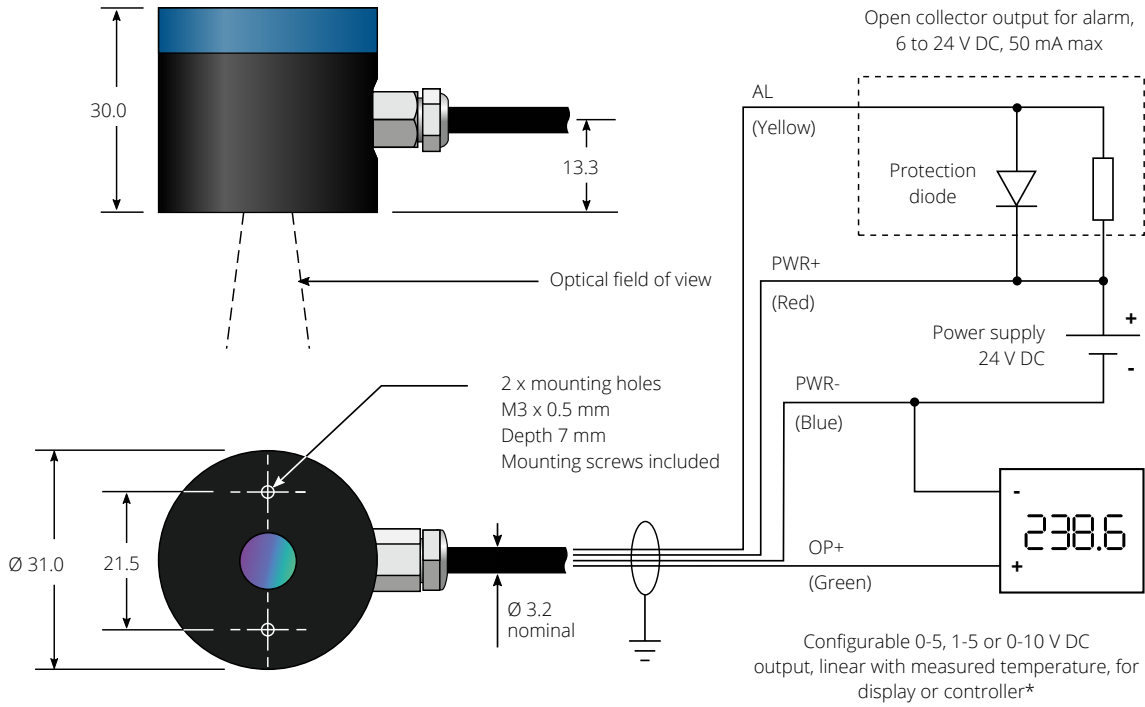 30.0
13.3
Optical field of view
2 x mounting holes
M3 x 0.5 mm
Depth 7 mm
Mounting screws included
Ø 31.0
21.5
Ø 3.2
nominal
Open collector output for alarm,
6 to 24 V DC, 50 mA max
AL
(Yellow)
Protection
diode
PWR+
(Red)
Power supply
24 V DC
+
-
PWR-
(Blue)
-
238.6
+
OP+
(Green)
Configurable 0-5, 1-5 or 0-10 V DC
output, linear with measured temperature, for
display or controller*